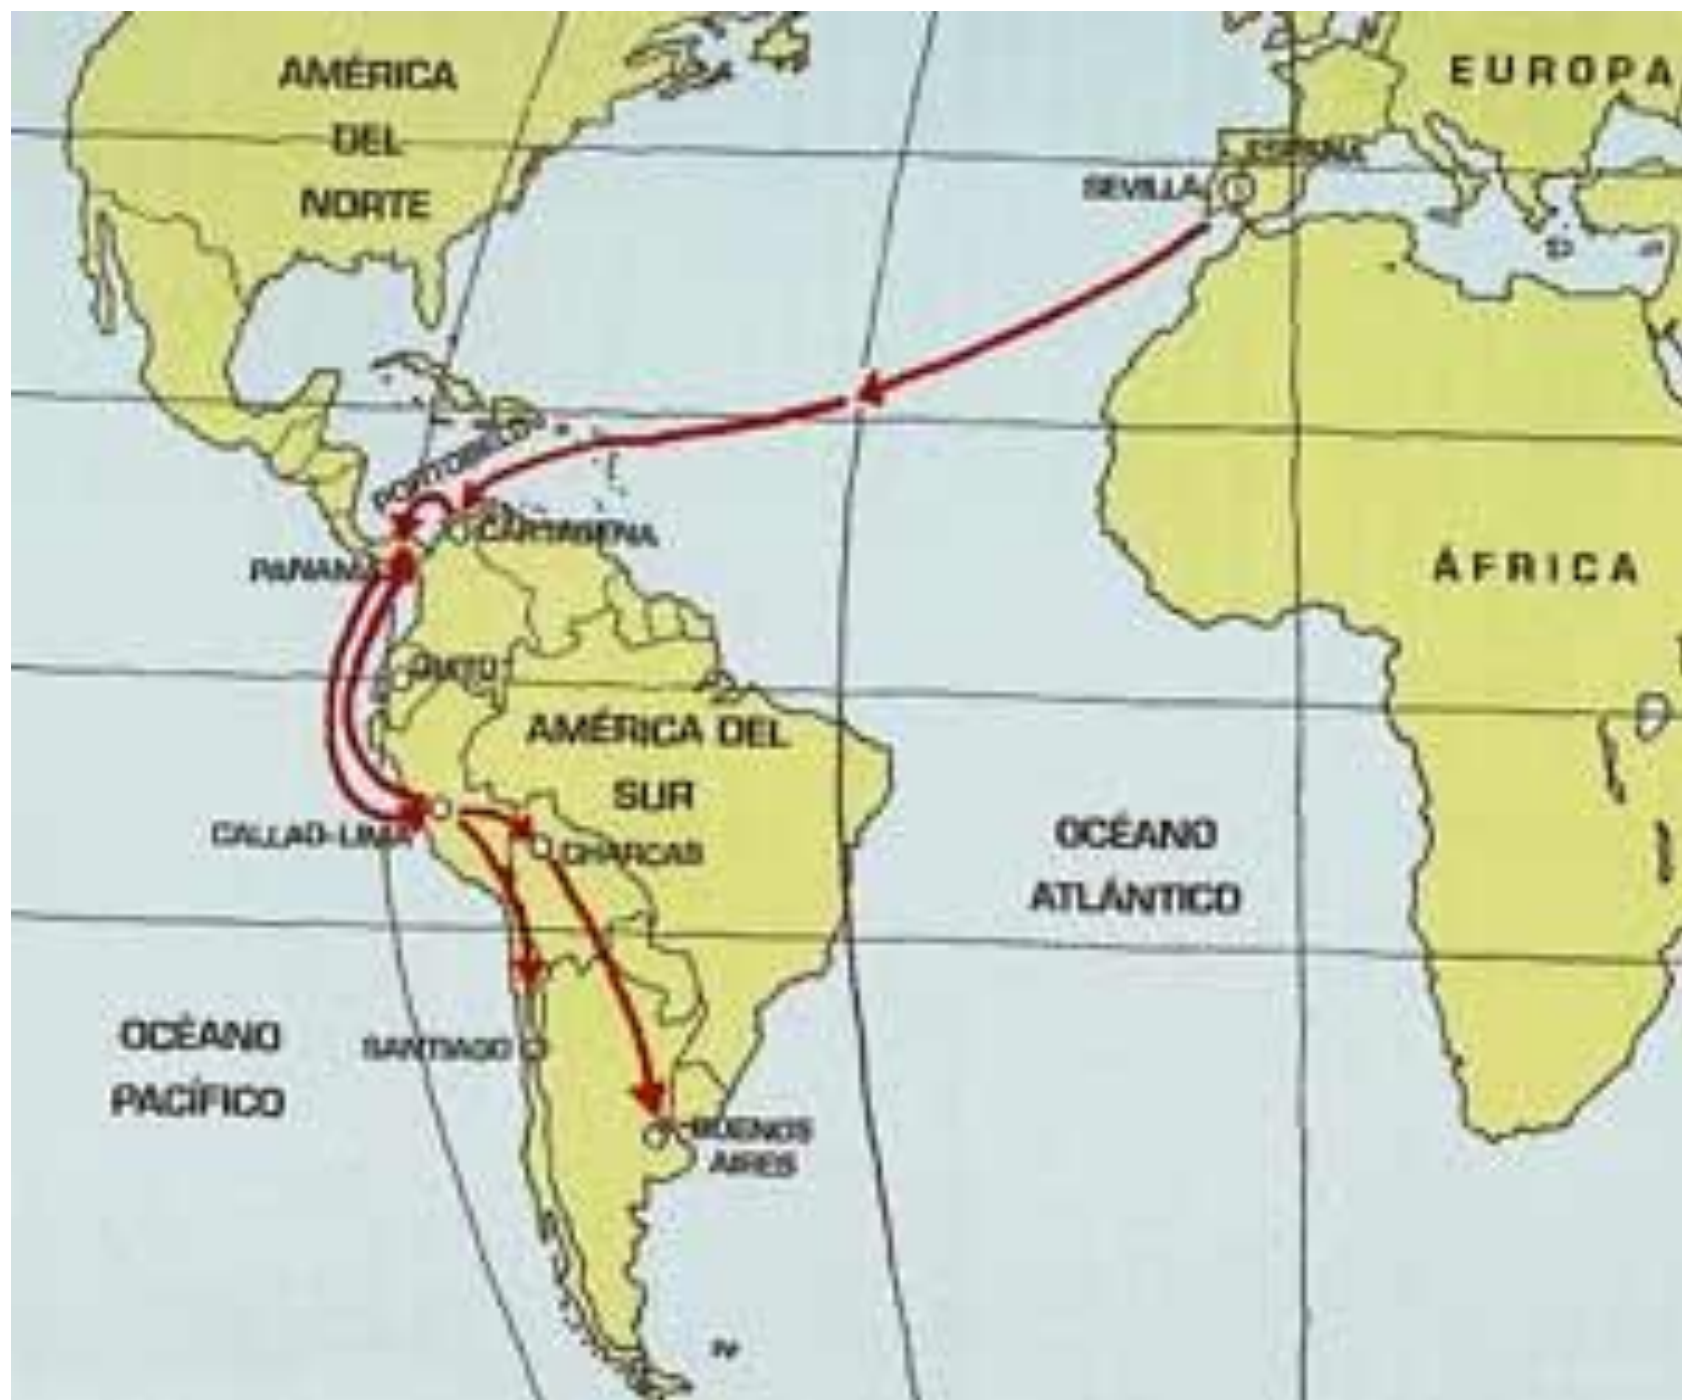 AMÉRICA
DEL
NORTE
EUROPA
ESPAÑA
SEVILLA
PORTOBELO
CARTAGENA
PANAMÁ
ÁFRICA
QUITO
AMÉRICA DEL
SUR
CALLAO-LIMA
CHARCAS
OCÉANO
ATLÁNTICO
OCÉANO
PACÍFICO
SANTIAGO
BUENOS
AIRES